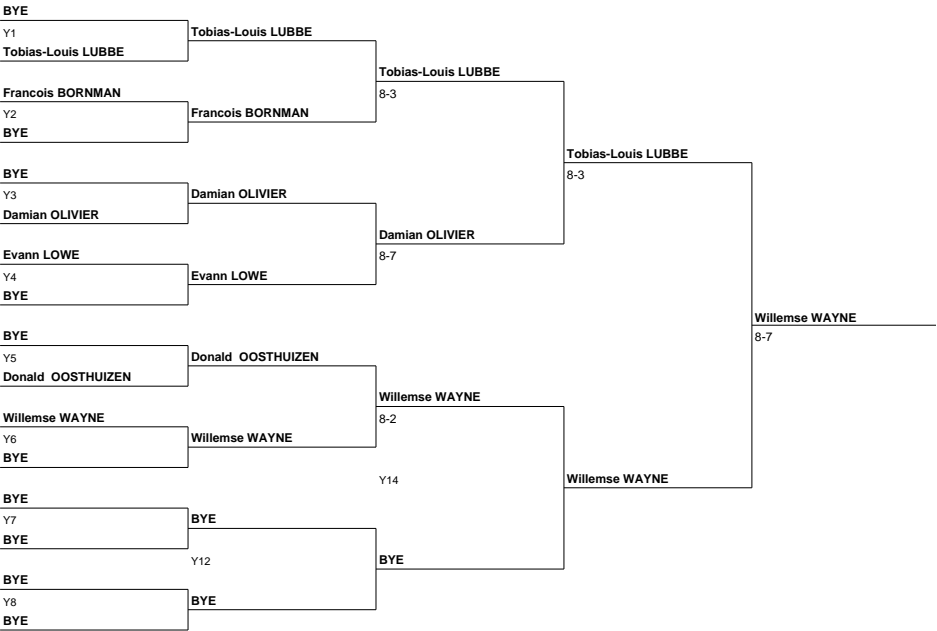 BYE
Y1
Tobias-Louis LUBBE
Tobias-Louis LUBBE
Francois BORNMAN
Y2
BYE
Francois BORNMAN
Tobias-Louis LUBBE
8-3
BYE
Y3
Damian OLIVIER
Damian OLIVIER
Evann LOWE
Y4
BYE
Evann LOWE
Damian OLIVIER
8-7
Tobias-Louis LUBBE
8-3
BYE
Y5
Donald  OOSTHUIZEN
Donald  OOSTHUIZEN
Willemse WAYNE
Y6
BYE
Willemse WAYNE
Willemse WAYNE
8-2
BYE
Y7
BYE
BYE
Y12
BYE
Y8
BYE
BYE
BYE
Y14
Willemse WAYNE
Willemse WAYNE
8-7